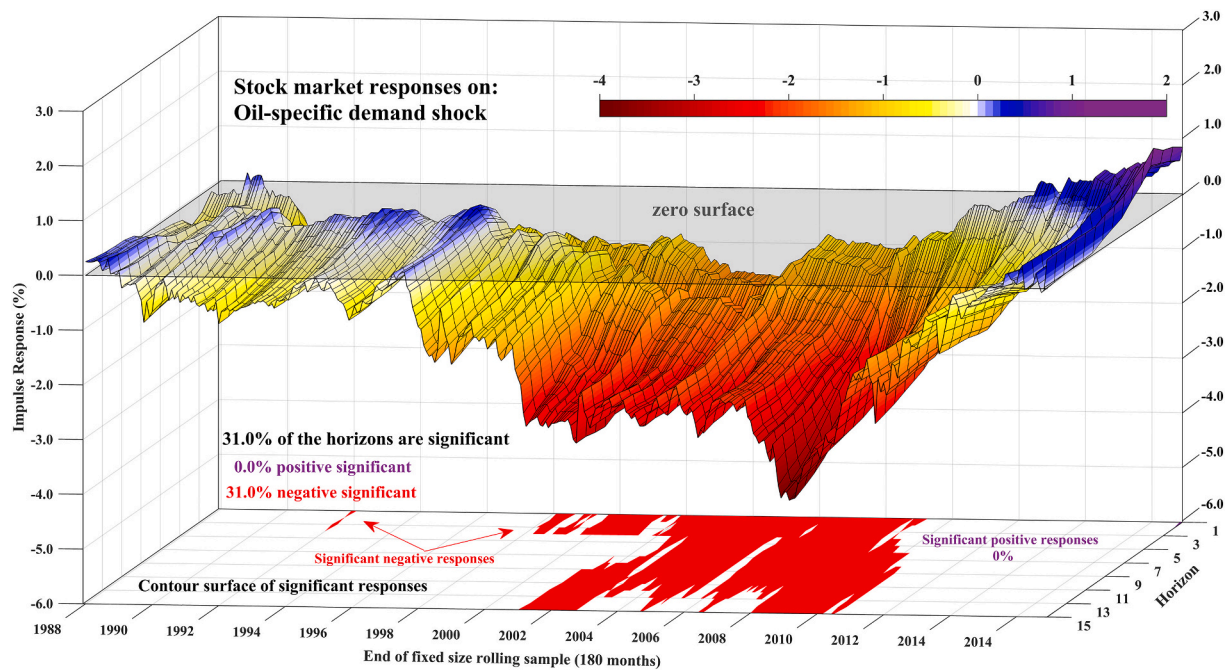 Stock market responses on:
Oil-specific demand shock
-4 -3 -2 -1 0 1 2
3.0
2.0
1.0
0.0
-1.0
-2.0
-3.0
-4.0
-5.0
-6.0
Impulse Response (%)
zero surface
3.0
2.0
1.0
0.0
-1.0
-2.0
-3.0
-4.0
-5.0
-6.0
31.0% of the horizons are significant
0.0% positive significant
31.0% negative significant
Significant negative responses
Significant positive responses
0%
Contour surface of significant responses
1
3
5
7
9
11
13
15
Horizon
1988 1990 1992 1994 1996 1998 2000 2002 2004 2006 2008 2010 2012 2014 2014
End of fixed size rolling sample (180 months)